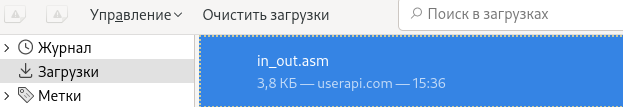 Управление Очистить загрузки Поиск в загрузках
Журнал
Загрузки
Метки
in_out.asm
3,8 КБ — userapi.com — 15:36